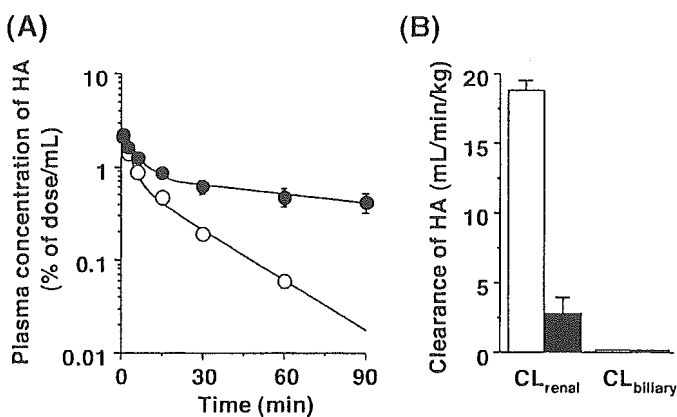 (A)
Plasma concentration of HA
(% of dose/mL)
10
1
0.1
0.01
0
30
60
90
Time (min)
(B)
Clearance of HA (mL/min/kg)
20
15
10
5
0
CLrenal
CLbillary